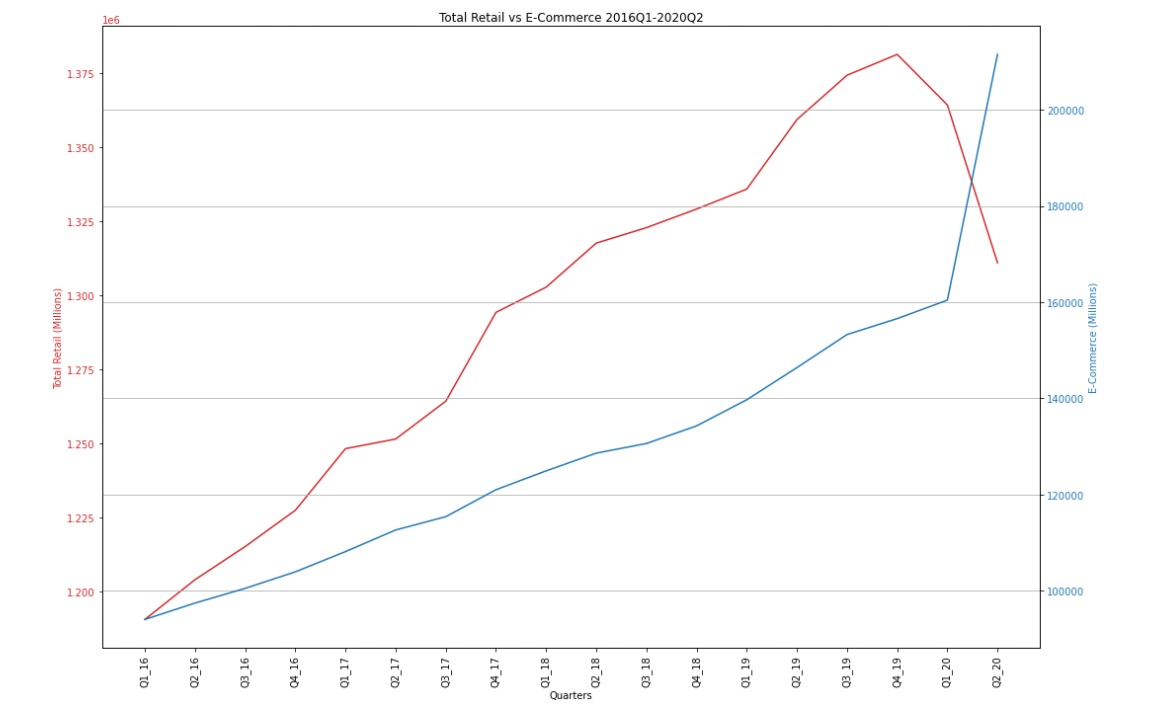 Total Retail vs E-Commerce 2016Q1-2020Q2
1e6
1.375
1.350
1.325
1.300
1.275
1.250
1.225
1.200
Total Retail (Millions)
200000
180000
160000
140000
120000
100000
E-Commerce (Millions)
Q1_16
Q2_16
Q3_16
Q4_16
Q1_17
Q2_17
Q3_17
Q4_17
Q1_18
Q2_18
Q3_18
Q4_18
Q1_19
Q2_19
Q3_19
Q4_19
Q1_20
Q2_20
Quarters